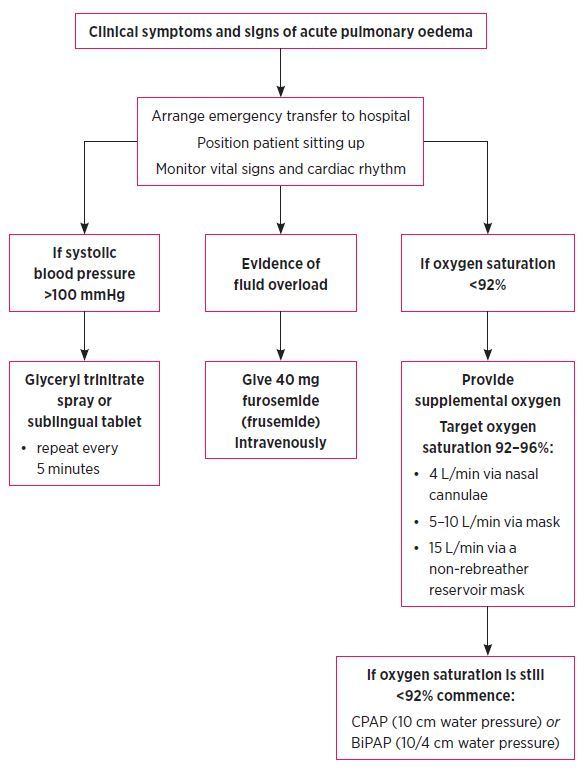 Clinical symptoms and signs of acute pulmonary oedema
Arrange emergency transfer to hospital
Position patient sitting up
Monitor vital signs and cardiac rhythm
If systolic
blood pressure
>100 mmHg
Evidence of
fluid overload
If oxygen saturation
<92%
Glyceryl trinitrate
spray or
sublingual tablet
• repeat every
5 minutes
Give 40 mg
furosemide
(frusemide)
intravenously
Provide
supplemental oxygen
Target oxygen
saturation 92–96%:
• 4 L/min via nasal
cannulae
• 5–10 L/min via mask
• 15 L/min via a
non-rebreather
reservoir mask
If oxygen saturation is still
<92% commence:
CPAP (10 cm water pressure) or
BiPAP (10/4 cm water pressure)